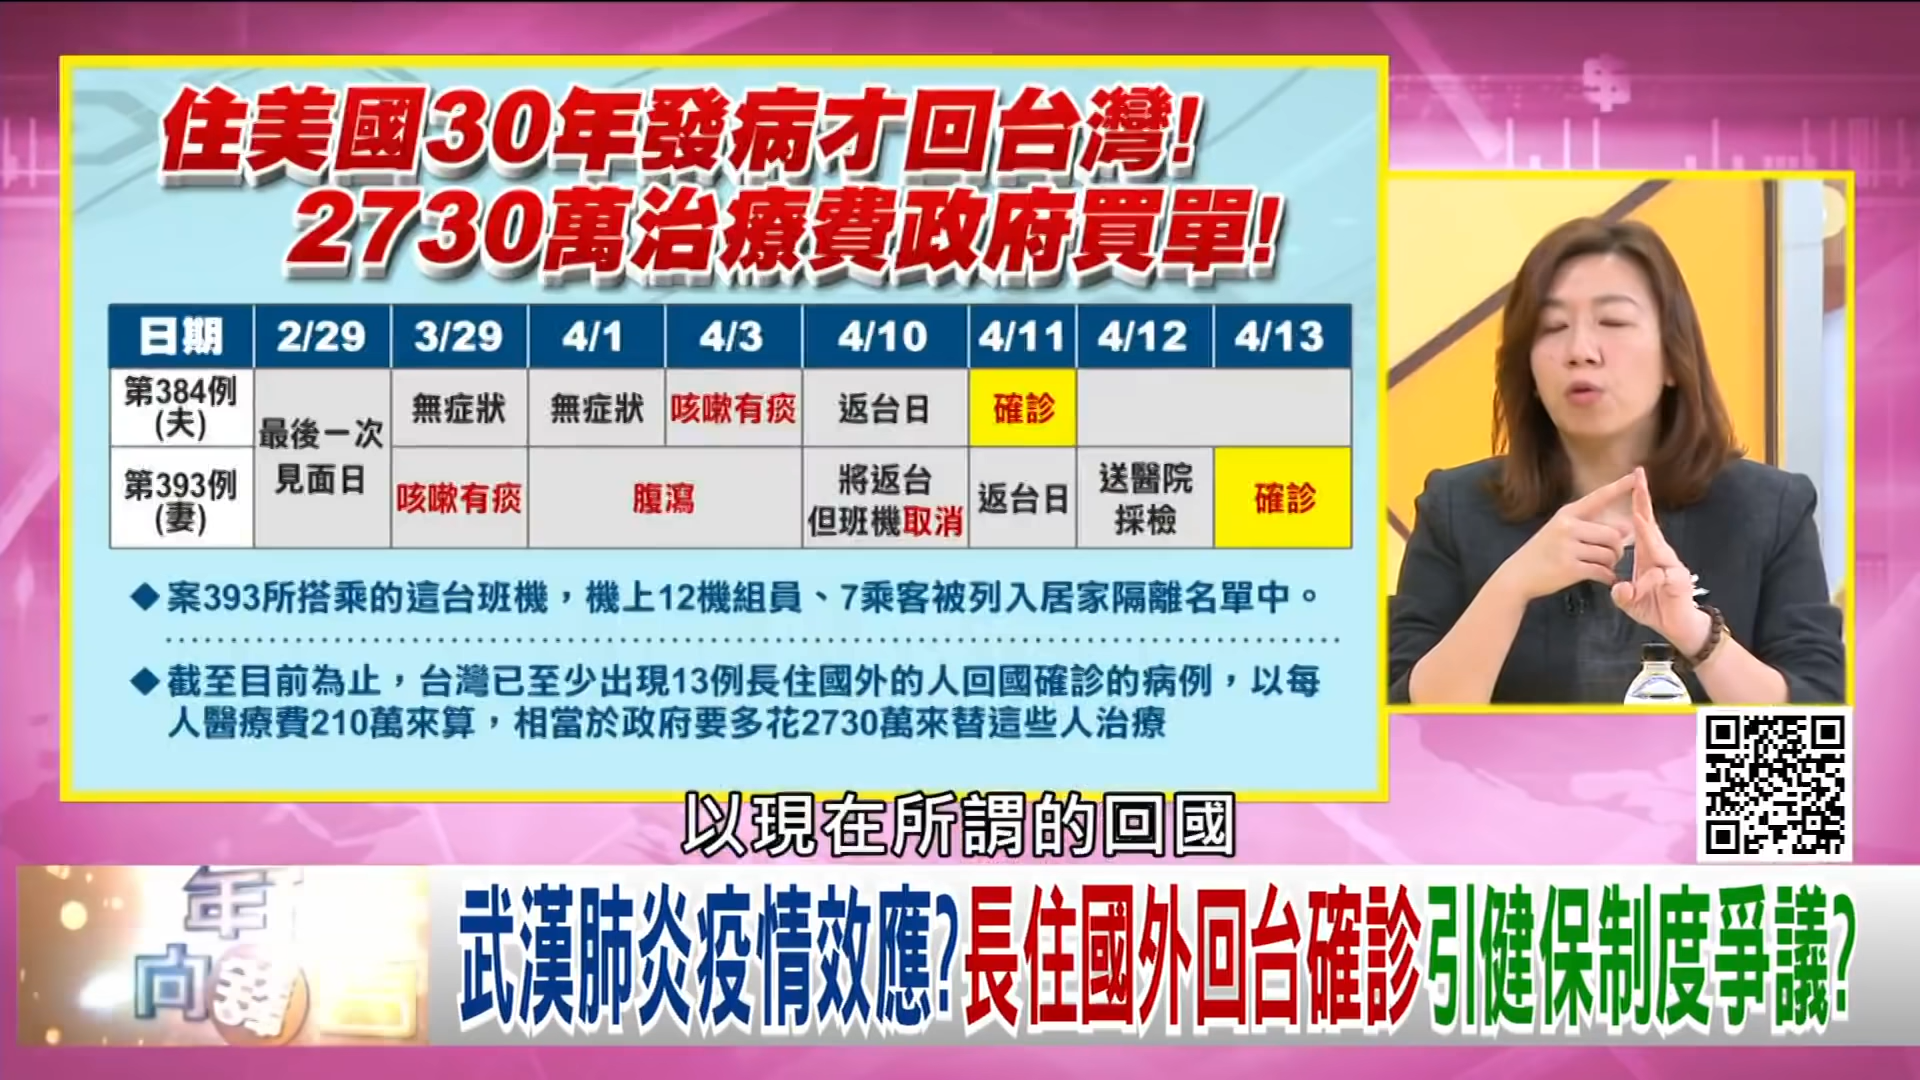 住美國30年發病才回台灣!
2730萬治療費政府買單!
日期 2/29 3/29 4/1 4/3 4/10 4/11 4/12 4/13
第384例(夫) 最後一次見面日 無症狀 無症狀 咳嗽有痰 返台日 確診
第393例(妻) 咳嗽有痰 腹瀉 將返台但班機取消 返台日 送醫院採檢 確診
◆案393所搭乘的這台班機，機上12機組員、7乘客被列入居家隔離名單中。
◆截至目前為止，台灣已至少出現13例長住國外的人回國確診的病例，以每
人醫療費210萬來算，相當於政府要多花2730萬來替這些人治療
以現在所謂的回國
年
向
武漢肺炎疫情效應?長住國外回台確診引健保制度爭議?